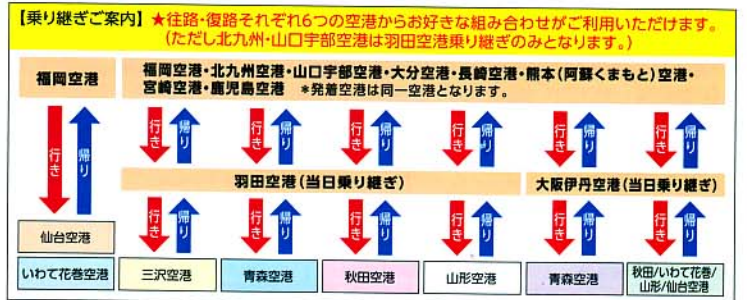 【乗り継ぎご案内】★往路・復路それぞれ6つの空港からお好きな組み合わせがご利用いただけます。
(ただし北九州・山口宇部空港は羽田空港乗り継ぎのみとなります。)
福岡空港
福岡空港・北九州空港・山口宇部空港・大分空港・長崎空港・熊本(阿蘇くまもと)空港・
宮崎空港・鹿児島空港 *発着空港は同一空港となります。
行き 帰り
行き 帰り 行き 帰り 行き 帰り 行き 帰り 行き 帰り 行き 帰り
羽田空港(当日乗り継ぎ) 大阪伊丹空港(当日乗り継ぎ)
行き 帰り 行き 帰り 行き 帰り 行き 帰り 行き 帰り 行き 帰り
仙台空港
いわて花巻空港
三沢空港
青森空港
秋田空港
山形空港
青森空港
秋田/いわて花巻/
山形/仙台空港